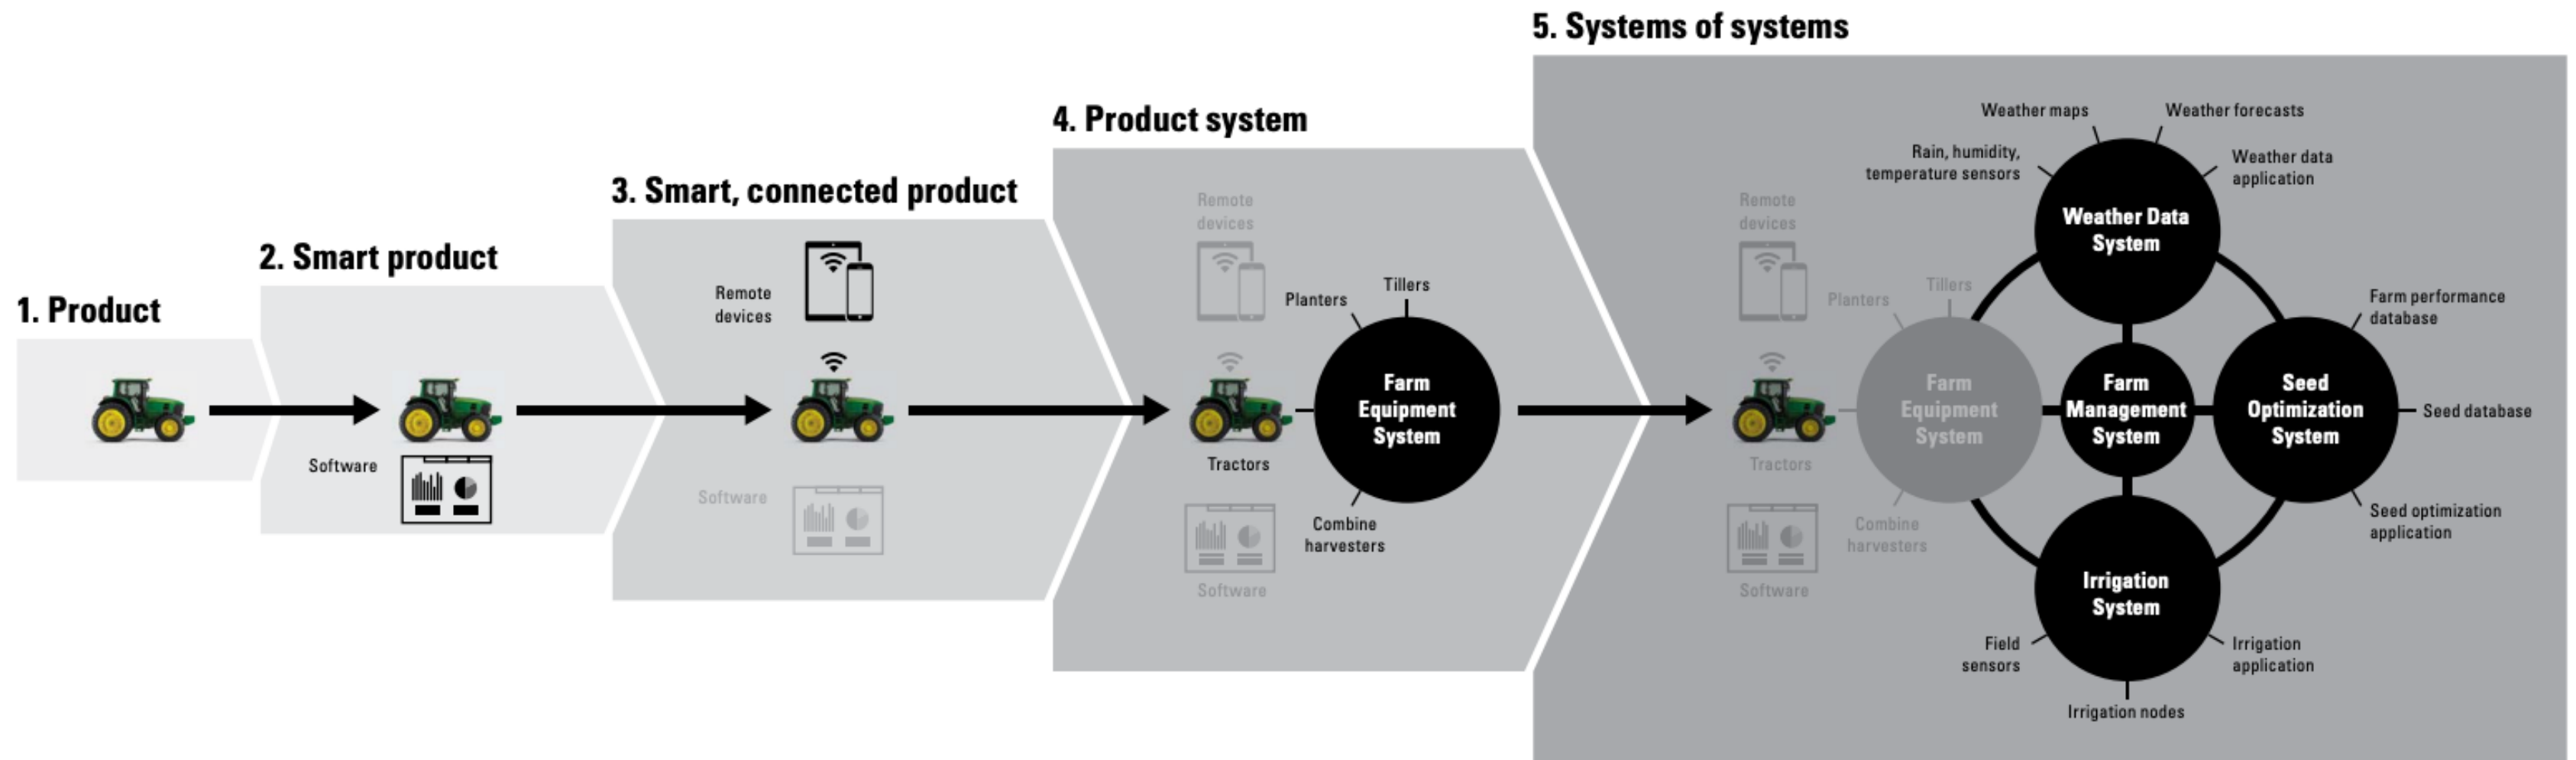 1. Product
2. Smart product
Software
3. Smart, connected product
Remote
devices
Software
4. Product system
Remote
devices
Tillers
Planters
Farm
Equipment
System
Tractors
Combine
harvesters
Software
5. Systems of systems
Remote
devices
Tillers
Planters
Farm
Equipment
System
Tractors
Combine
harvesters
Software
Weather maps
Weather forecasts
Rain, humidity,
temperature sensors
Weather data
application
Weather Data
System
Farm
Management
System
Farm performance
database
Seed
Optimization
System
Seed database
Seed optimization
application
Irrigation
System
Field
sensors
Irrigation
application
Irrigation nodes